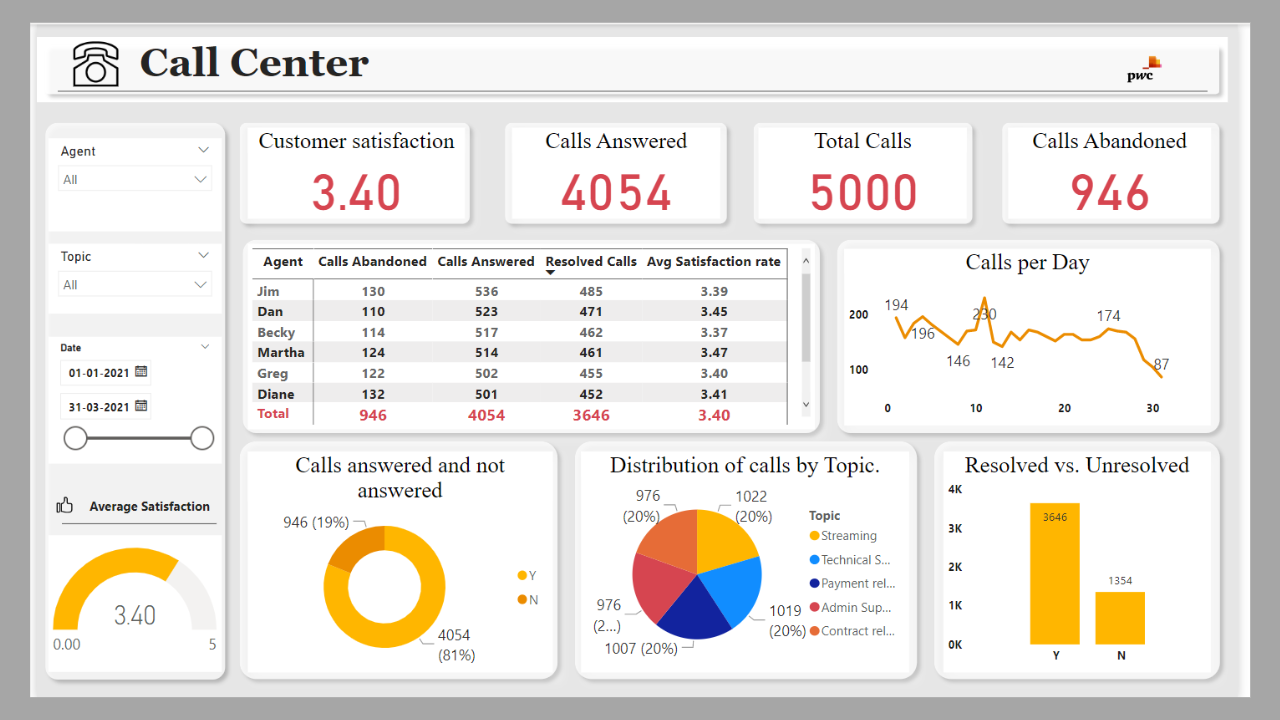 Call Center
pwc
Agent
All
Topic
All
Date
01-01-2021
31-03-2021
Average Satisfaction
3.40
0.00 5
Customer satisfaction
3.40
Calls Answered
4054
Total Calls
5000
Calls Abandoned
946
Agent Calls Abandoned Calls Answered Resolved Calls Avg Satisfaction rate
Jim 130 536 485 3.39
Dan 110 523 471 3.45
Becky 114 517 462 3.37
Martha 124 514 461 3.47
Greg 122 502 455 3.40
Diane 132 501 452 3.41
Total 946 4054 3646 3.40
Calls per Day
200
100
194
196
146
230
142
174
87
0 10 20 30
Calls answered and not
answered
946 (19%)
4054
(81%)
Y
N
Distribution of calls by Topic.
976
(20%)
1022
(20%)
976
(2...)
1019
(20%)
1007 (20%)
Topic
Streaming
Technical S...
Payment rel...
Admin Sup...
Contract rel...
Resolved vs. Unresolved
4K
3K
2K
1K
0K
3646
1354
Y N